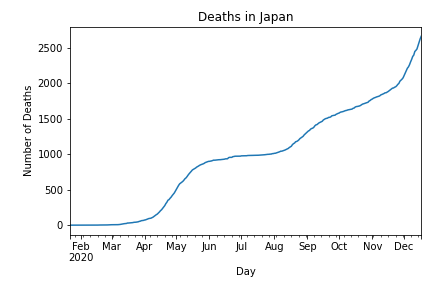 Deaths in Japan
Number of Deaths
2500
2000
1500
1000
500
0
Feb Mar Apr May Jun Jul Aug Sep Oct Nov Dec
2020
Day